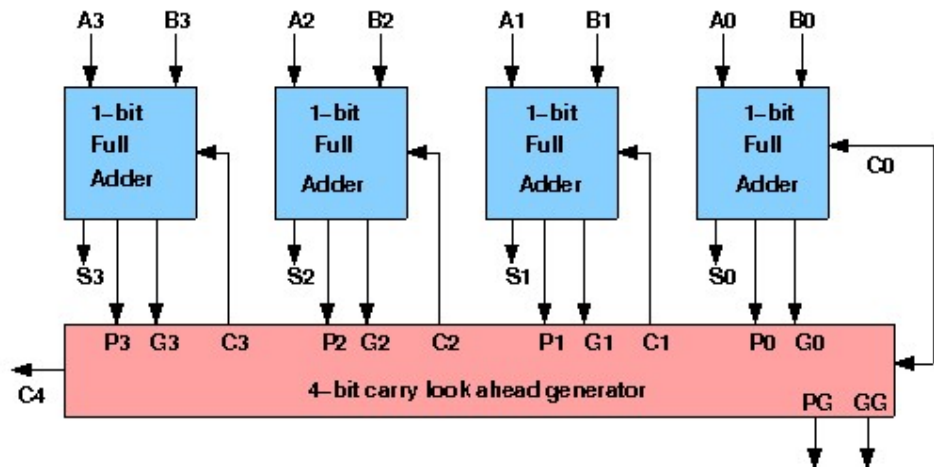 A3 B3 A2 B2 A1 B1 A0 B0
1-bit 1-bit 1-bit 1-bit
Full Full Full Full
Adder Adder Adder Adder
C0
S3 S2 S1 S0
P3 G3 C3 P2 G2 C2 P1 G1 C1 P0 G0
C4
4-bit carry look ahead generator
PG GG